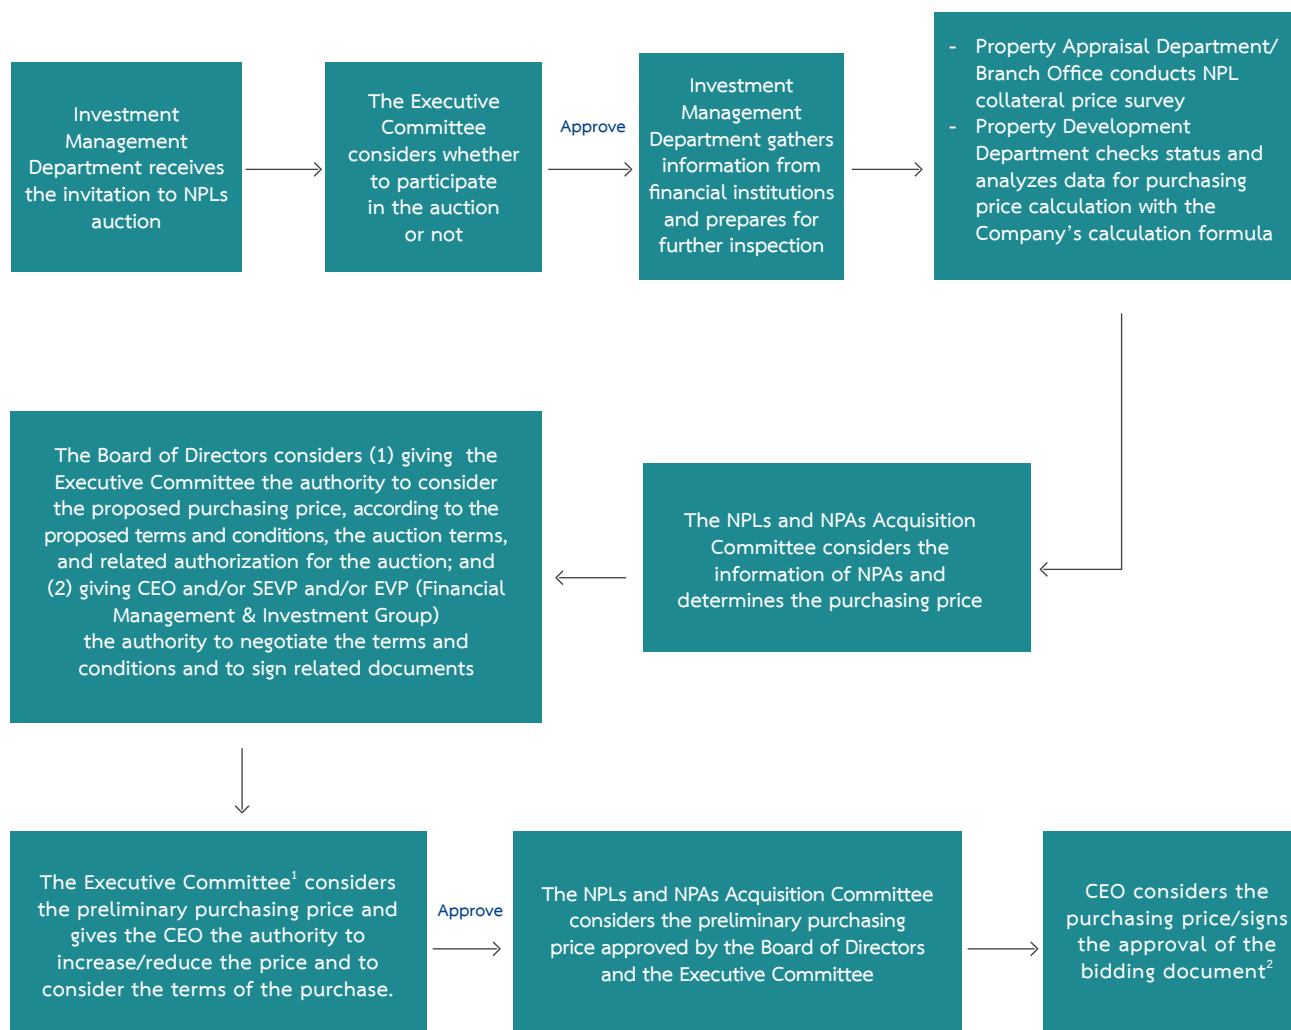 Investment
Management
Department receives
the invitation to NPLs
auction
The Executive
Committee
considers whether
to participate
in the auction
or not
Approve
Investment
Management
Department gathers
information from
financial institutions
and prepares for
further inspection
- Property Appraisal Department/
Branch Office conducts NPL
collateral price survey
- Property Development
Department checks status and
analyzes data for purchasing
price calculation with the
Company's calculation formula
The NPLs and NPAs Acquisition
Committee considers the
information of NPAs and
determines the purchasing price
The Board of Directors considers (1) giving the
Executive Committee the authority to consider
the proposed purchasing price, according to the
proposed terms and conditions, the auction terms,
and related authorization for the auction; and
(2) giving CEO and/or SEVP and/or EVP (Financial
Management & Investment Group)
the authority to negotiate the terms and
conditions and to sign related documents
The Executive Committee¹ considers
the preliminary purchasing price and
gives the CEO the authority to
increase/reduce the price and to
consider the terms of the purchase.
Approve
The NPLs and NPAs Acquisition Committee
considers the preliminary purchasing
price approved by the Board of Directors
and the Executive Committee
CEO considers the
purchasing price/signs
the approval of the
bidding document²